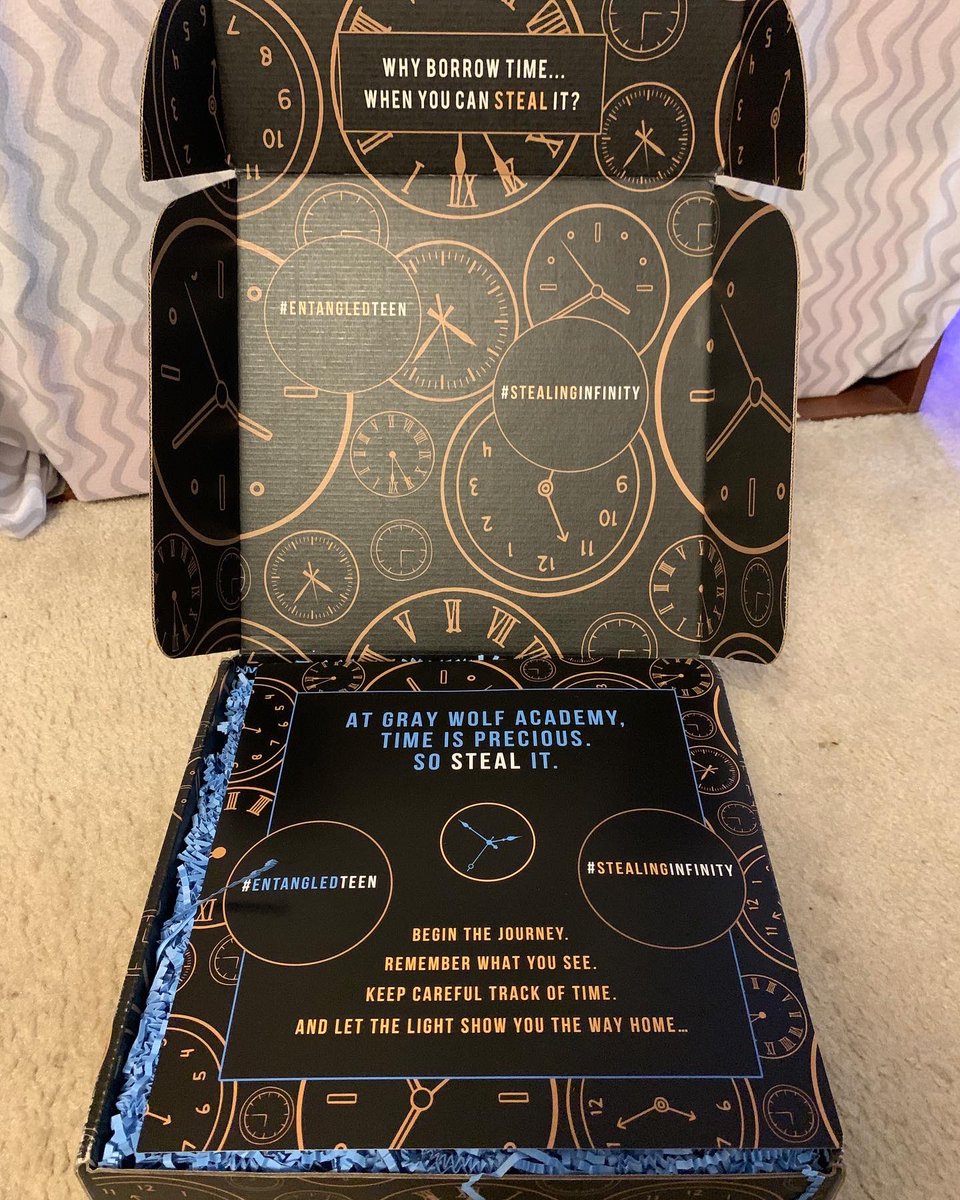 WHY BORROW TIME...
WHEN YOU CAN STEAL IT?
#ENTANGLEDTEEN
#STEALINGINFINITY
AT GRAY WOLF ACADEMY,
TIME IS PRECIOUS.
SO STEAL IT.
#ENTANGLEDTEEN
#STEALINGINFINITY
BEGIN THE JOURNEY.
REMEMBER WHAT YOU SEE.
KEEP CAREFUL TRACK OF TIME.
AND LET THE LIGHT SHOW YOU THE WAY HOME...